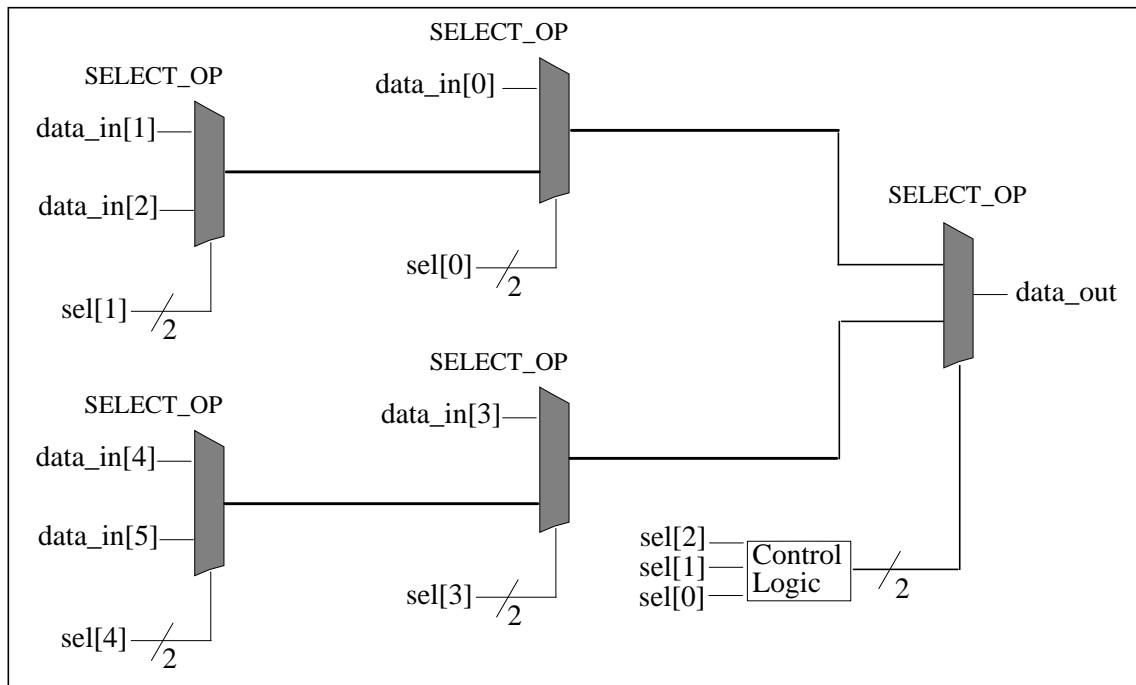 SELECT_OP
data_in[0]
SELECT_OP
data_in[1]
data_in[2]
sel[1]
2
sel[0]
2
SELECT_OP
data_out
SELECT_OP
data_in[3]
SELECT_OP
data_in[4]
data_in[5]
sel[4]
2
sel[3]
2
sel[2]
sel[1]
sel[0]
Control
Logic
2